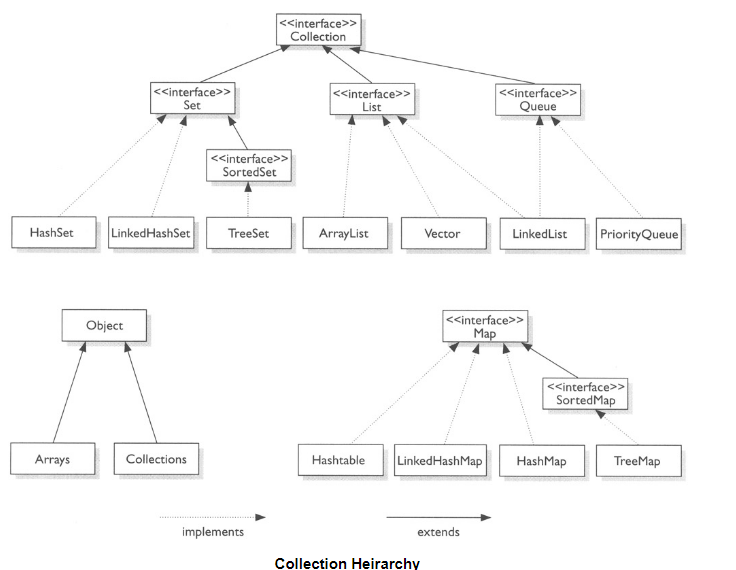 <<interface>>
Collection
<<interface>>
Set
<<interface>>
List
<<interface>>
Queue
<<interface>>
SortedSet
HashSet
LinkedHashSet
TreeSet
ArrayList
Vector
LinkedList
PriorityQueue
Object
<<interface>>
Map
<<interface>>
SortedMap
Arrays
Collections
Hashtable
LinkedHashMap
HashMap
TreeMap
implements
extends
Collection Heirarchy